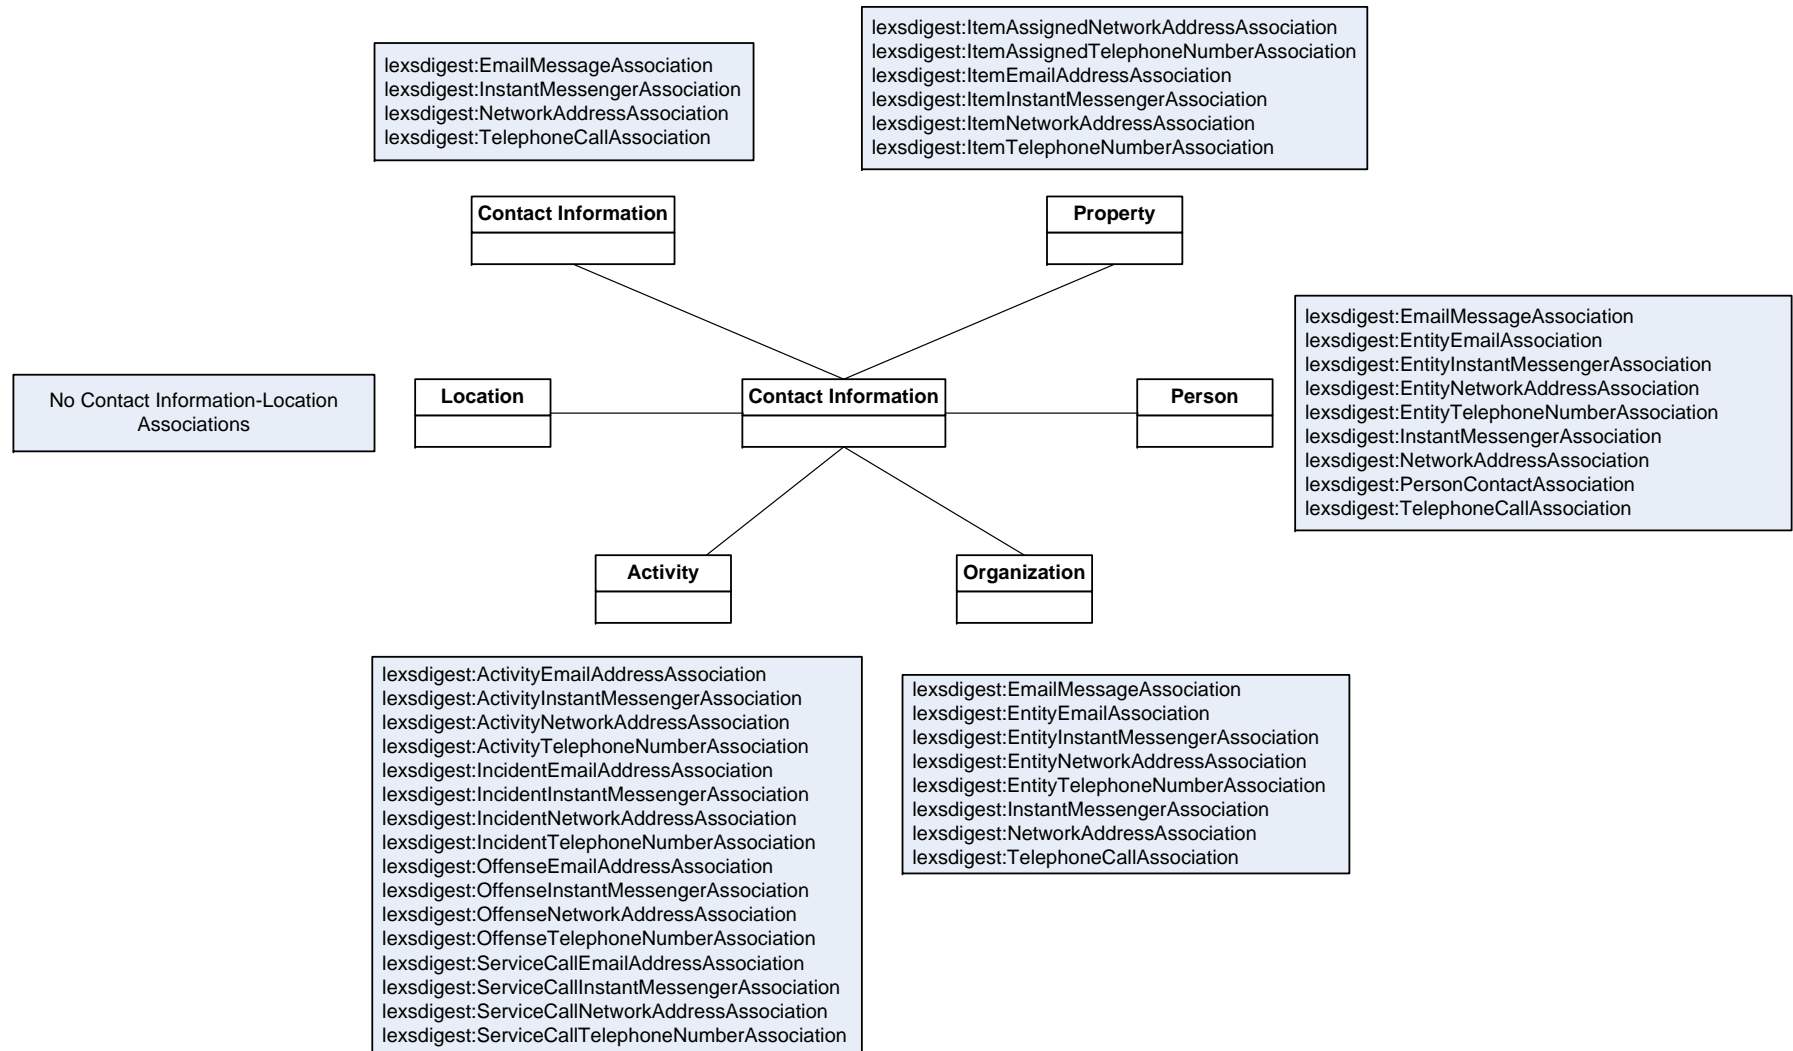 lexsdigest:EmailMessageAssociation
lexsdigest:InstantMessengerAssociation
lexsdigest:NetworkAddressAssociation
lexsdigest:TelephoneCallAssociation
lexsdigest:ItemAssignedNetworkAddressAssociation
lexsdigest:ItemAssignedTelephoneNumberAssociation
lexsdigest:ItemEmailAddressAssociation
lexsdigest:ItemInstantMessengerAssociation
lexsdigest:ItemNetworkAddressAssociation
lexsdigest:ItemTelephoneNumberAssociation
Contact Information
Property
No Contact Information-Location
Associations
Location
Contact Information
Person
lexsdigest:EmailMessageAssociation
lexsdigest:EntityEmailAssociation
lexsdigest:EntityInstantMessengerAssociation
lexsdigest:EntityNetworkAddressAssociation
lexsdigest:EntityTelephoneNumberAssociation
lexsdigest:InstantMessengerAssociation
lexsdigest:NetworkAddressAssociation
lexsdigest:PersonContactAssociation
lexsdigest:TelephoneCallAssociation
Activity
Organization
lexsdigest:ActivityEmailAddressAssociation
lexsdigest:ActivityInstantMessengerAssociation
lexsdigest:ActivityNetworkAddressAssociation
lexsdigest:ActivityTelephoneNumberAssociation
lexsdigest:IncidentEmailAddressAssociation
lexsdigest:IncidentInstantMessengerAssociation
lexsdigest:IncidentNetworkAddressAssociation
lexsdigest:IncidentTelephoneNumberAssociation
lexsdigest:OffenseEmailAddressAssociation
lexsdigest:OffenseInstantMessengerAssociation
lexsdigest:OffenseNetworkAddressAssociation
lexsdigest:OffenseTelephoneNumberAssociation
lexsdigest:ServiceCallEmailAddressAssociation
lexsdigest:ServiceCallInstantMessengerAssociation
lexsdigest:ServiceCallNetworkAddressAssociation
lexsdigest:ServiceCallTelephoneNumberAssociation
lexsdigest:EmailMessageAssociation
lexsdigest:EntityEmailAssociation
lexsdigest:EntityInstantMessengerAssociation
lexsdigest:EntityNetworkAddressAssociation
lexsdigest:EntityTelephoneNumberAssociation
lexsdigest:InstantMessengerAssociation
lexsdigest:NetworkAddressAssociation
lexsdigest:TelephoneCallAssociation